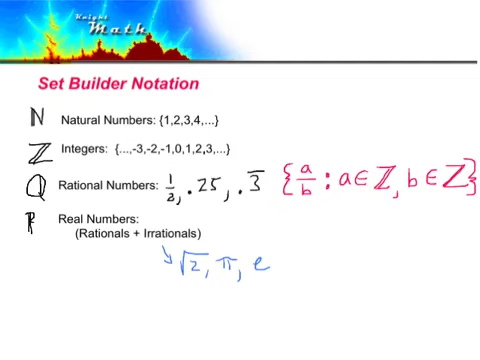 Knight
Math
Set Builder Notation
ℕ Natural Numbers: {1,2,3,4,...}
ℤ Integers: {...,-3,-2,-1,0,1,2,3,...}
ℚ Rational Numbers: 1/2, .25, .3̅ {a/b : a∈ℤ, b∈ℤ}
ℝ Real Numbers:
(Rationals + Irrationals)
↘ √2, π, e